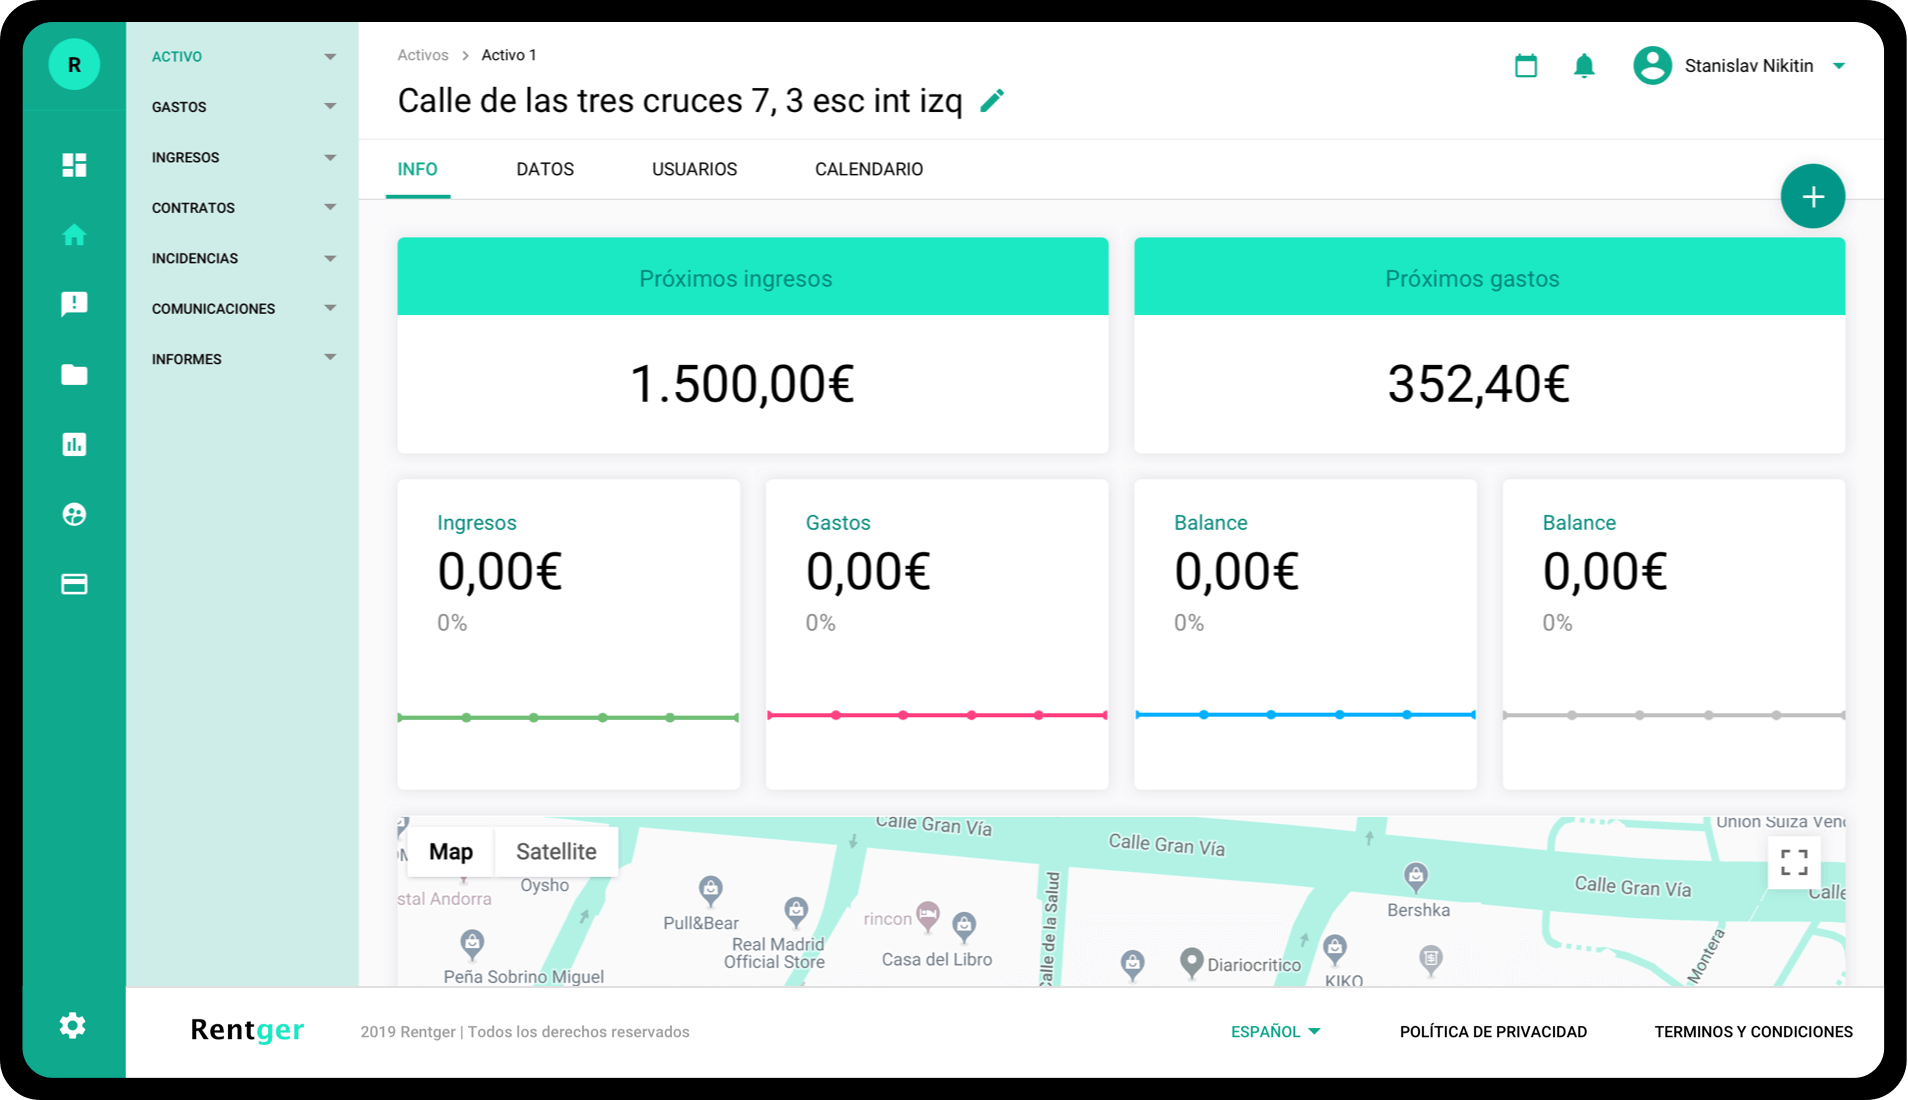 R
ACTIVO
GASTOS
INGRESOS
CONTRATOS
INCIDENCIAS
COMUNICACIONES
INFORMES
Activos > Activo 1
Calle de las tres cruces 7, 3 esc int izq
Stanislav Nikitin
INFO DATOS USUARIOS CALENDARIO
Próximos ingresos
1.500,00€
Próximos gastos
352,40€
Ingresos
0,00€
0%
Gastos
0,00€
0%
Balance
0,00€
0%
Balance
0,00€
0%
Map Satellite
Calle Gran Vía
Calle Gran Vía
Calle Gran Vía
Union Suiza
Calle
Oysho
stal Andorra
Pull&Bear
Real Madrid
Official Store
rincon
Casa del Libro
Peña Sobrino Miguel
Calle de la Salud
Diariocritico
Bershka
KIKO
Montera
Rentger
2019 Rentger | Todos los derechos reservados
ESPAÑOL
POLÍTICA DE PRIVACIDAD
TERMINOS Y CONDICIONES